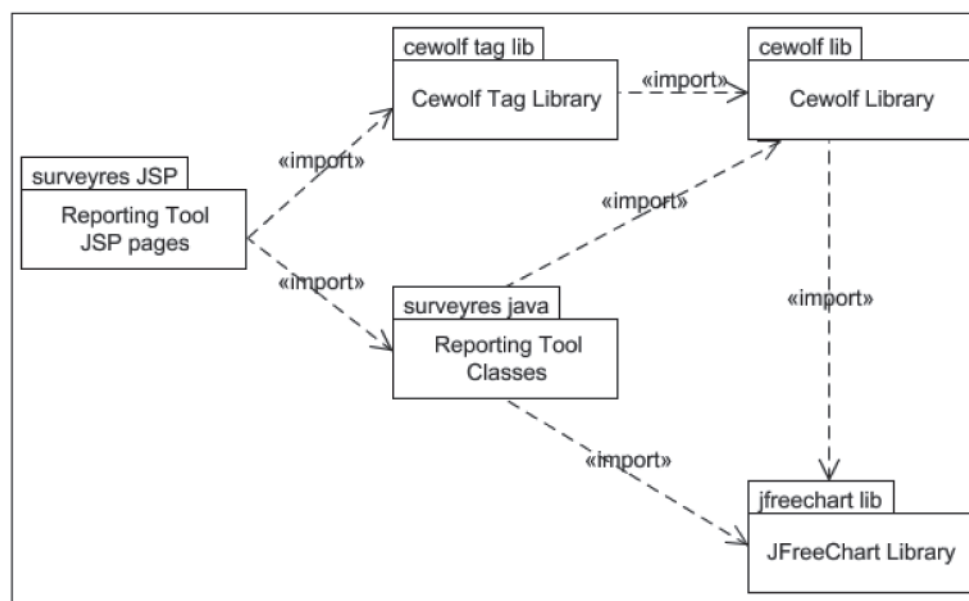 cewolf tag lib
Cewolf Tag Library
«import»
cewolf lib
Cewolf Library
«import»
surveyres JSP
Reporting Tool
JSP pages
«import»
«import»
surveyres java
Reporting Tool
Classes
«import»
«import»
jfreechart lib
JFreeChart Library